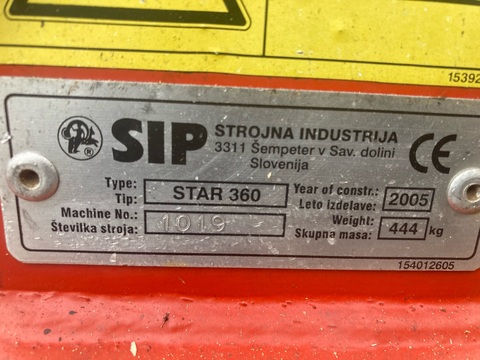 15392
SIP STROJNA INDUSTRIJA
3311 Šempeter v Sav. dolini
Slovenija
CE
®
Type:
Tip: STAR 360
Year of constr.:
Leto izdelave: 2005
Machine No.:
Številka stroja: 1019
Weight:
Skupna masa: 444 kg
154012605